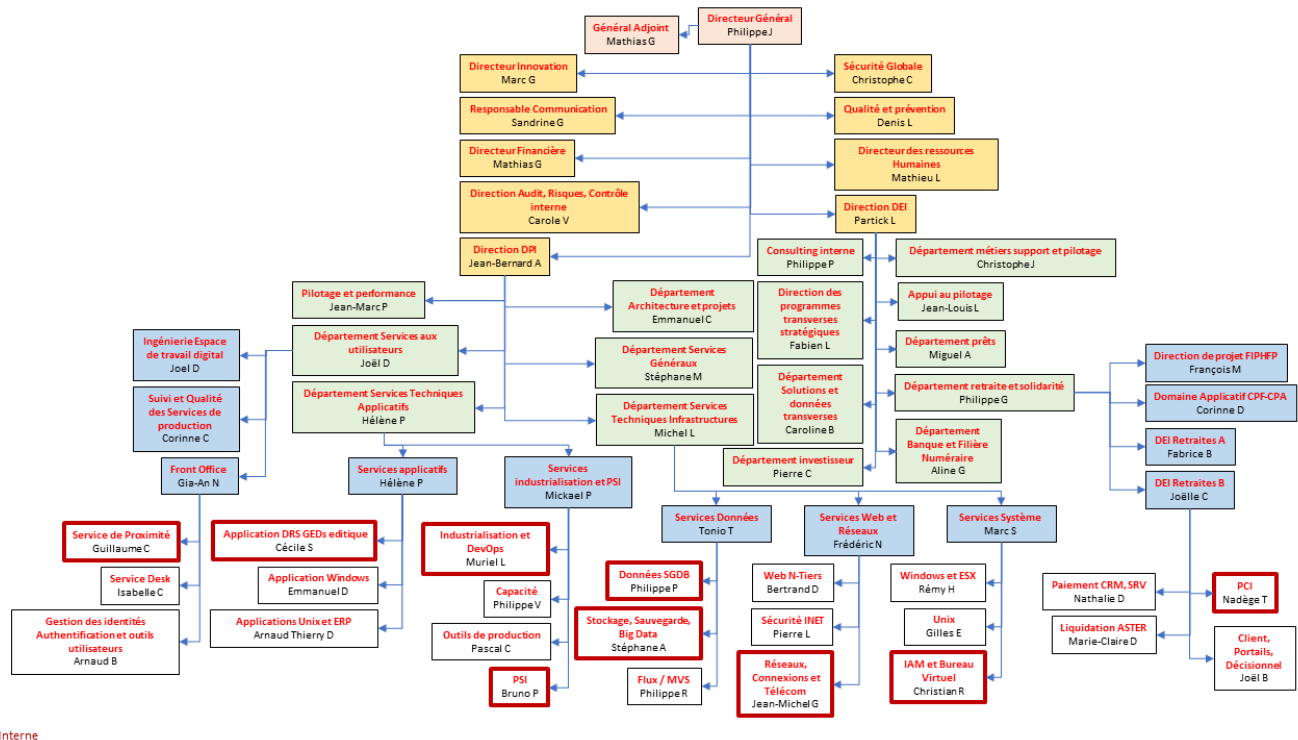 Directeur Général
Philippe J
Général Adjoint
Mathias G
Directeur Innovation
Marc G
Sécurité Globale
Christophe C
Responsable Communication
Sandrine G
Qualité et prévention
Denis L
Directeur Financière
Mathias G
Directeur des ressources
Humaines
Mathieu L
Direction Audit, Risques, Contrôle
interne
Carole V
Direction DEI
Partick L
Direction DPI
Jean-Bernard A
Consulting interne
Philippe P
Département métiers support et pilotage
Christophe J
Pilotage et performance
Jean-Marc P
Département
Architecture et projets
Emmanuel C
Direction des
programmes
transverses
stratégiques
Fabien L
Appui au pilotage
Jean-Louis L
Ingénierie Espace
de travail digital
Joel D
Département Services aux
utilisateurs
Joël D
Département Services
Généraux
Stéphane M
Département prêts
Miguel A
Direction de projet FIPHFP
François M
Suivi et Qualité
des Services de
production
Corinne C
Département Services Techniques
Applicatifs
Hélène P
Département Services
Techniques Infrastructures
Michel L
Département
Solutions et
données
transverses
Caroline B
Département retraite et solidarité
Philippe G
Domaine Applicatif CPF-CPA
Corinne D
Département
Banque et Filière
Numéraire
Aline G
DEI Retraites A
Fabrice B
Front Office
Gia-An N
Services applicatifs
Hélène P
Services
industrialisation et PSI
Mickael P
Département investisseur
Pierre C
DEI Retraites B
Joëlle C
Services Données
Tonio T
Services Web et
Réseaux
Frédéric N
Services Système
Marc S
Service de Proximité
Guillaume C
Application DRS GEDs editique
Cécile S
Industrialisation et
DevOps
Muriel L
Service Desk
Isabelle C
Application Windows
Emmanuel D
Capacité
Philippe V
Données SGDB
Philippe P
Web N-Tiers
Bertrand D
Windows et ESX
Rémy H
Paiement CRM, SRV
Nathalie D
PCI
Nadège T
Gestion des identités
Authentification et outils
utilisateurs
Arnaud B
Applications Unix et ERP
Arnaud Thierry D
Outils de production
Pascal C
Stockage, Sauvegarde,
Big Data
Stéphane A
Sécurité INET
Pierre L
Unix
Gilles E
Liquidation ASTER
Marie-Claire D
Client,
Portails,
Décisionnel
Joël B
PSI
Bruno P
Flux / MVS
Philippe R
Réseaux,
Connexions et
Télécom
Jean-Michel G
IAM et Bureau
Virtuel
Christian R
Interne